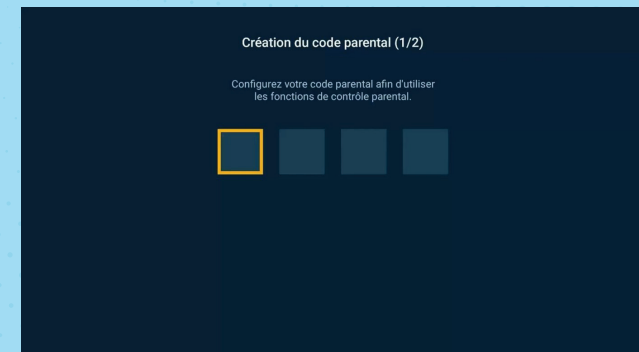 Création du code parental (1/2)
Configurez votre code parental afin d'utiliser
les fonctions de contrôle parental.